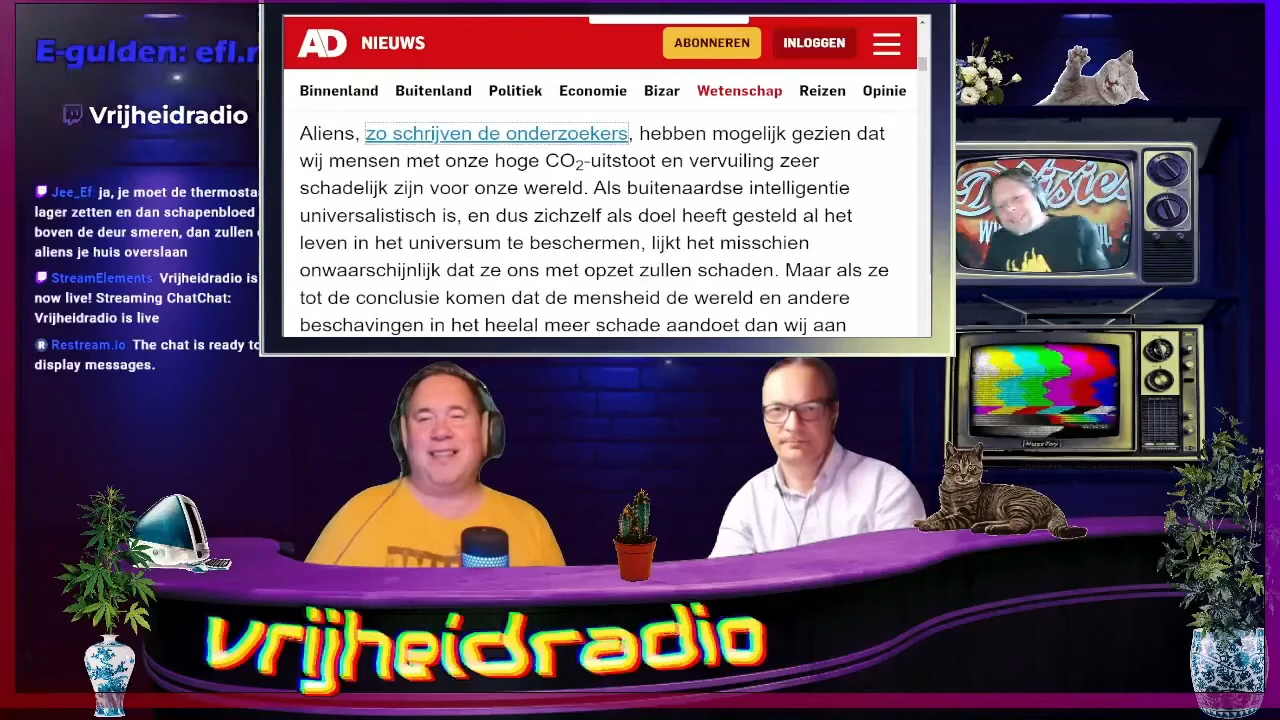 E-gulden: efl.
Vrijheidradio
Jee_Ef ja, je moet de thermosta
lager zetten en dan schapenbloed
boven de deur smeren, dan zullen
aliens je huis overslaan
StreamElements Vrijheidradio is
now live! Streaming ChatChat:
Vrijheidradio is live
Restream.io The chat is ready to
display messages.
AD NIEUWS ABONNEREN INLOGGEN
Binnenland Buitenland Politiek Economie Bizar Wetenschap Reizen Opinie
Aliens, zo schrijven de onderzoekers, hebben mogelijk gezien dat
wij mensen met onze hoge CO₂-uitstoot en vervuiling zeer
schadelijk zijn voor onze wereld. Als buitenaardse intelligentie
universalistisch is, en dus zichzelf als doel heeft gesteld al het
leven in het universum te beschermen, lijkt het misschien
onwaarschijnlijk dat ze ons met opzet zullen schaden. Maar als ze
tot de conclusie komen dat de mensheid de wereld en andere
beschavingen in het heelal meer schade aandoet dan wij aan
vrijheidradio